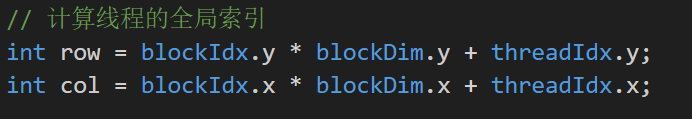 // 计算线程的全局索引
int row = blockIdx.y * blockDim.y + threadIdx.y;
int col = blockIdx.x * blockDim.x + threadIdx.x;